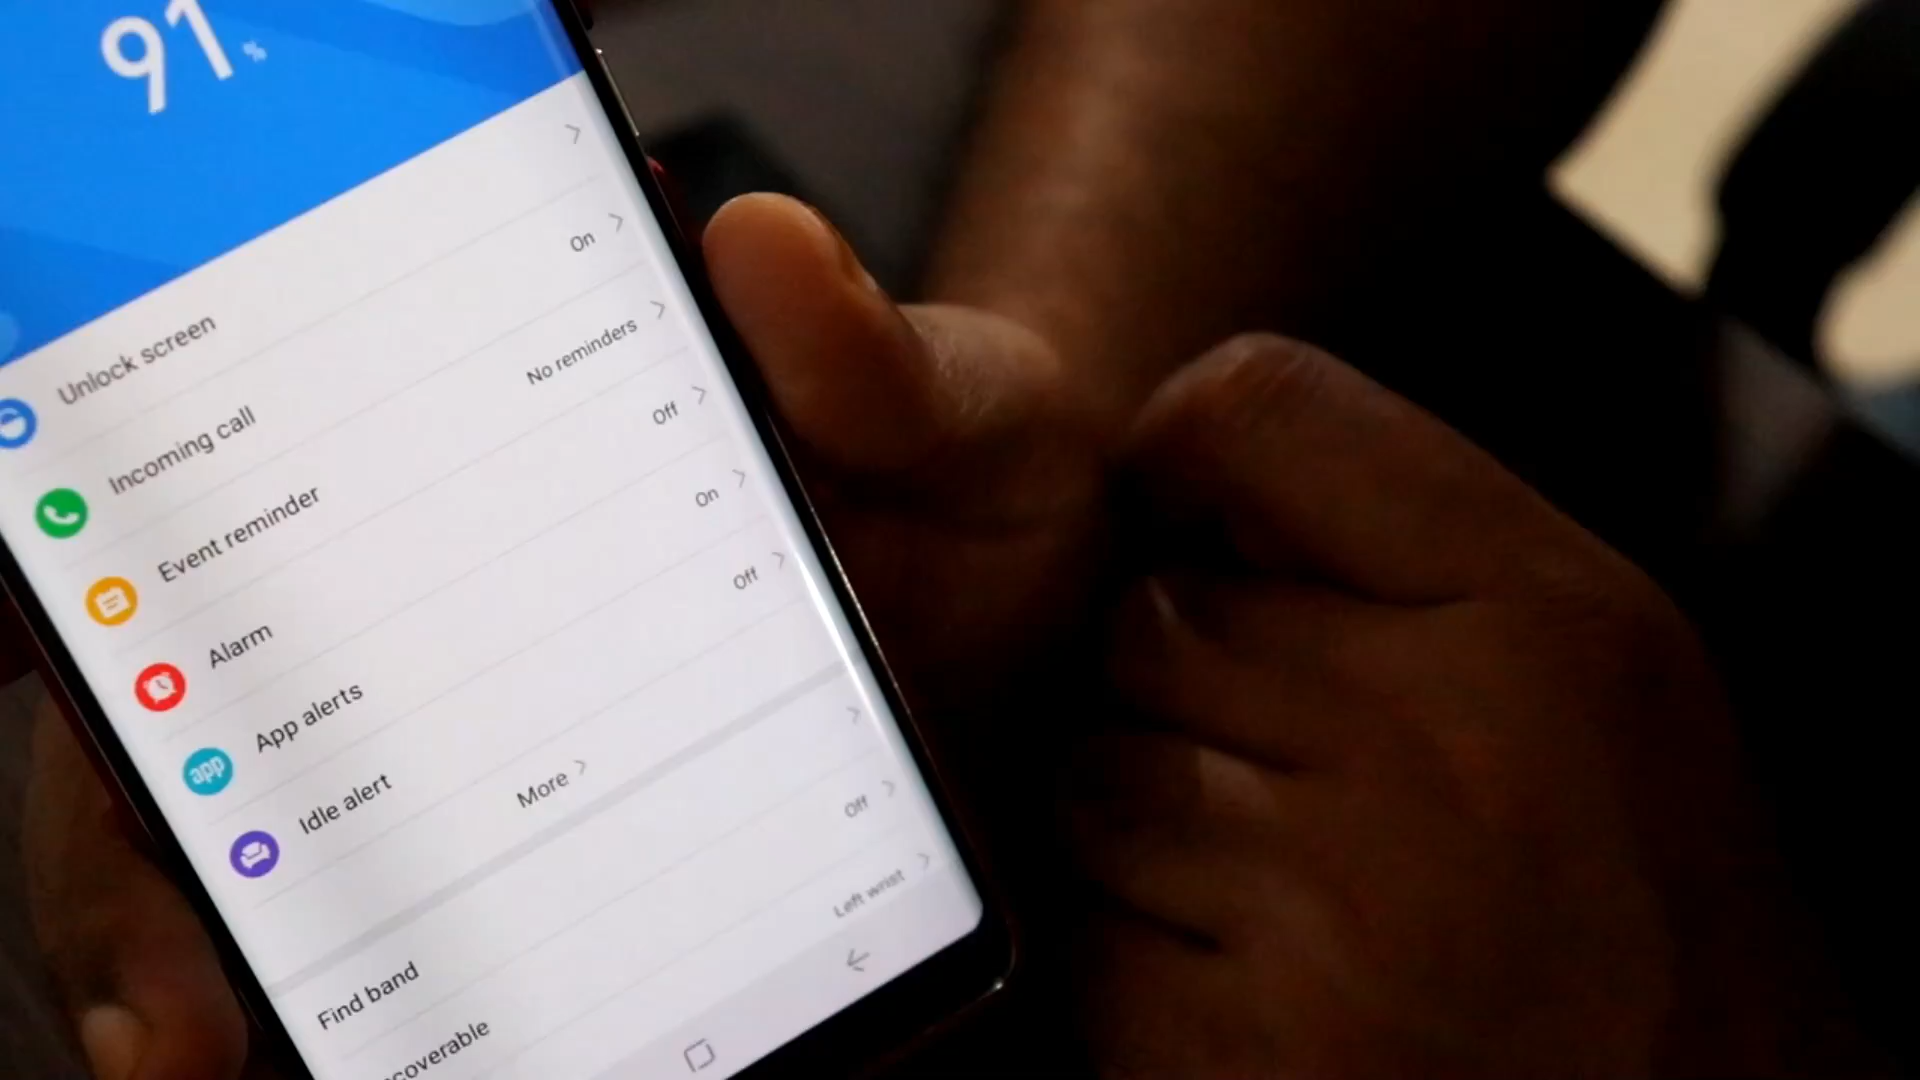 91%
Unlock screen
Incoming call On
Event reminder No reminders
Alarm Off
app App alerts On
Idle alert Off
More
Find band
coverable Off
Left wrist